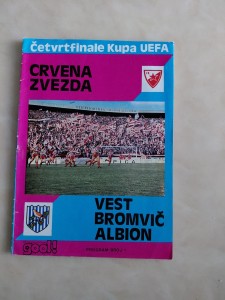 Četvrtfinale Kupa UEFA
CRVENA
ZVEZDA
VEST
BROMVIČ
ALBION
gool!